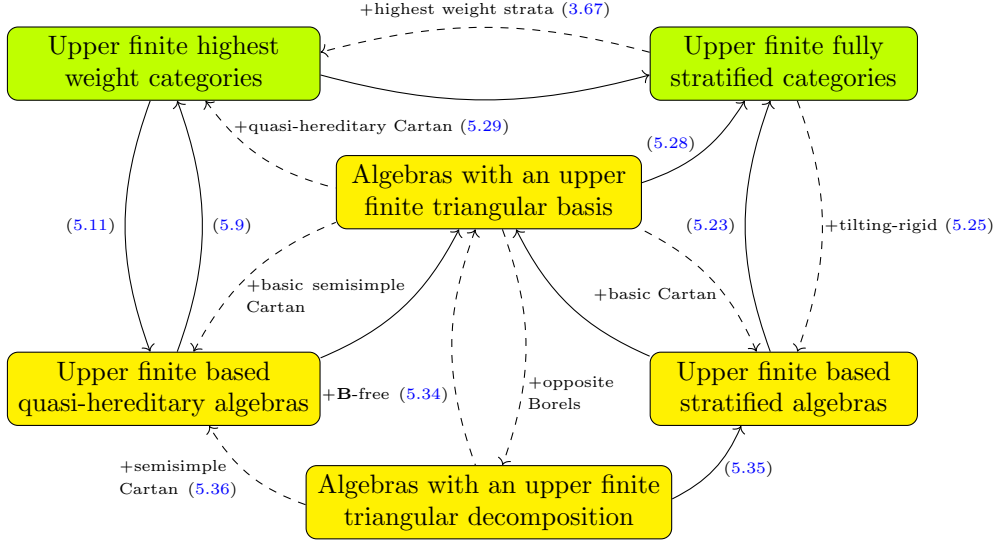 +highest weight strata (3.67)
Upper finite highest
weight categories
Upper finite fully
stratified categories
+quasi-hereditary Cartan (5.29)
(5.28)
Algebras with an upper
finite triangular basis
(5.11)
(5.9)
(5.23)
+tilting-rigid (5.25)
+basic semisimple
Cartan
+basic Cartan
Upper finite based
quasi-hereditary algebras
+B-free (5.34)
+opposite
Borels
Upper finite based
stratified algebras
+semisimple
Cartan (5.36)
Algebras with an upper finite
triangular decomposition
(5.35)